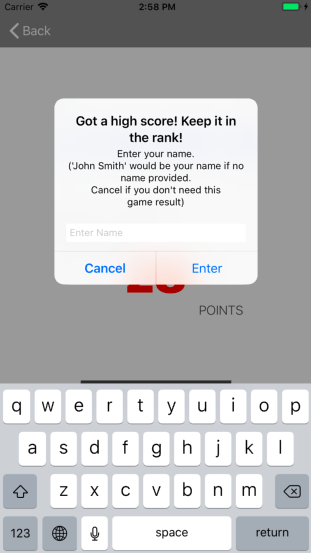 Carrier 2:58 PM
Back
Got a high score! Keep it in
the rank!
Enter your name.
('John Smith' would be your name if no
name provided.
Cancel if you don't need this
game result)
Enter Name
Cancel Enter
POINTS
q w e r t y u i o p
a s d f g h j k l
z x c v b n m
123 space return